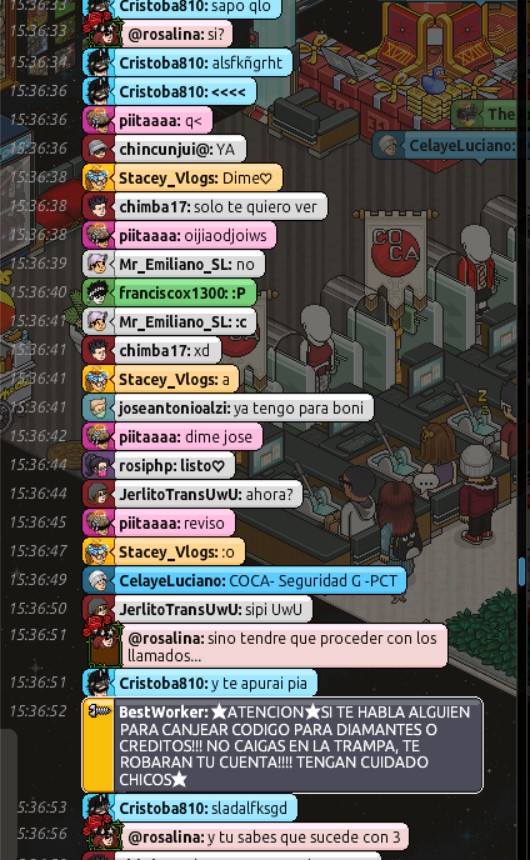 15:36:33 Cristoba810: sapo qlo
15:36:33 @rosalina: si?
15:36:34 Cristoba810: alsfkñgrht
15:36:36 Cristoba810: <<<<
15:36:36 piitaaaa: q<
The
15:36:36 chincunjui@: YA
CelayeLuciano:
15:36:38 Stacey_Vlogs: Dime♡
15:36:38 chimba17: solo te quiero ver
15:36:38 piitaaaa: oijiaodjoiws
15:36:39 Mr_Emiliano_SL: no
15:36:40 franciscox1300: :P
15:36:41 Mr_Emiliano_SL: :c
15:36:41 chimba17: xd
15:36:41 Stacey_Vlogs: a
15:36:41 joseantonioalzi: ya tengo para boni
15:36:42 piitaaaa: dime jose
15:36:44 rosiphp: listo♡
15:36:44 JerlitoTransUwU: ahora?
15:36:45 piitaaaa: reviso
15:36:47 Stacey_Vlogs: :o
15:36:49 CelayeLuciano: COCA- Seguridad G -PCT
15:36:50 JerlitoTransUwU: sipi UwU
15:36:51 @rosalina: sino tendre que proceder con los
llamados...
15:36:51 Cristoba810: y te apurai pia
15:36:52 BestWorker: ★ATENCION★SI TE HABLA ALGUIEN
PARA CANJEAR CODIGO PARA DIAMANTES O
CREDITOS!!! NO CAIGAS EN LA TRAMPA, TE
ROBARAN TU CUENTA!!!! TENGAN CUIDADO
CHICOS★
15:36:53 Cristoba810: sladalfksgd
15:36:56 @rosalina: y tu sabes que sucede con 3
XVIII
XVIII
CO
CA
CA
Z